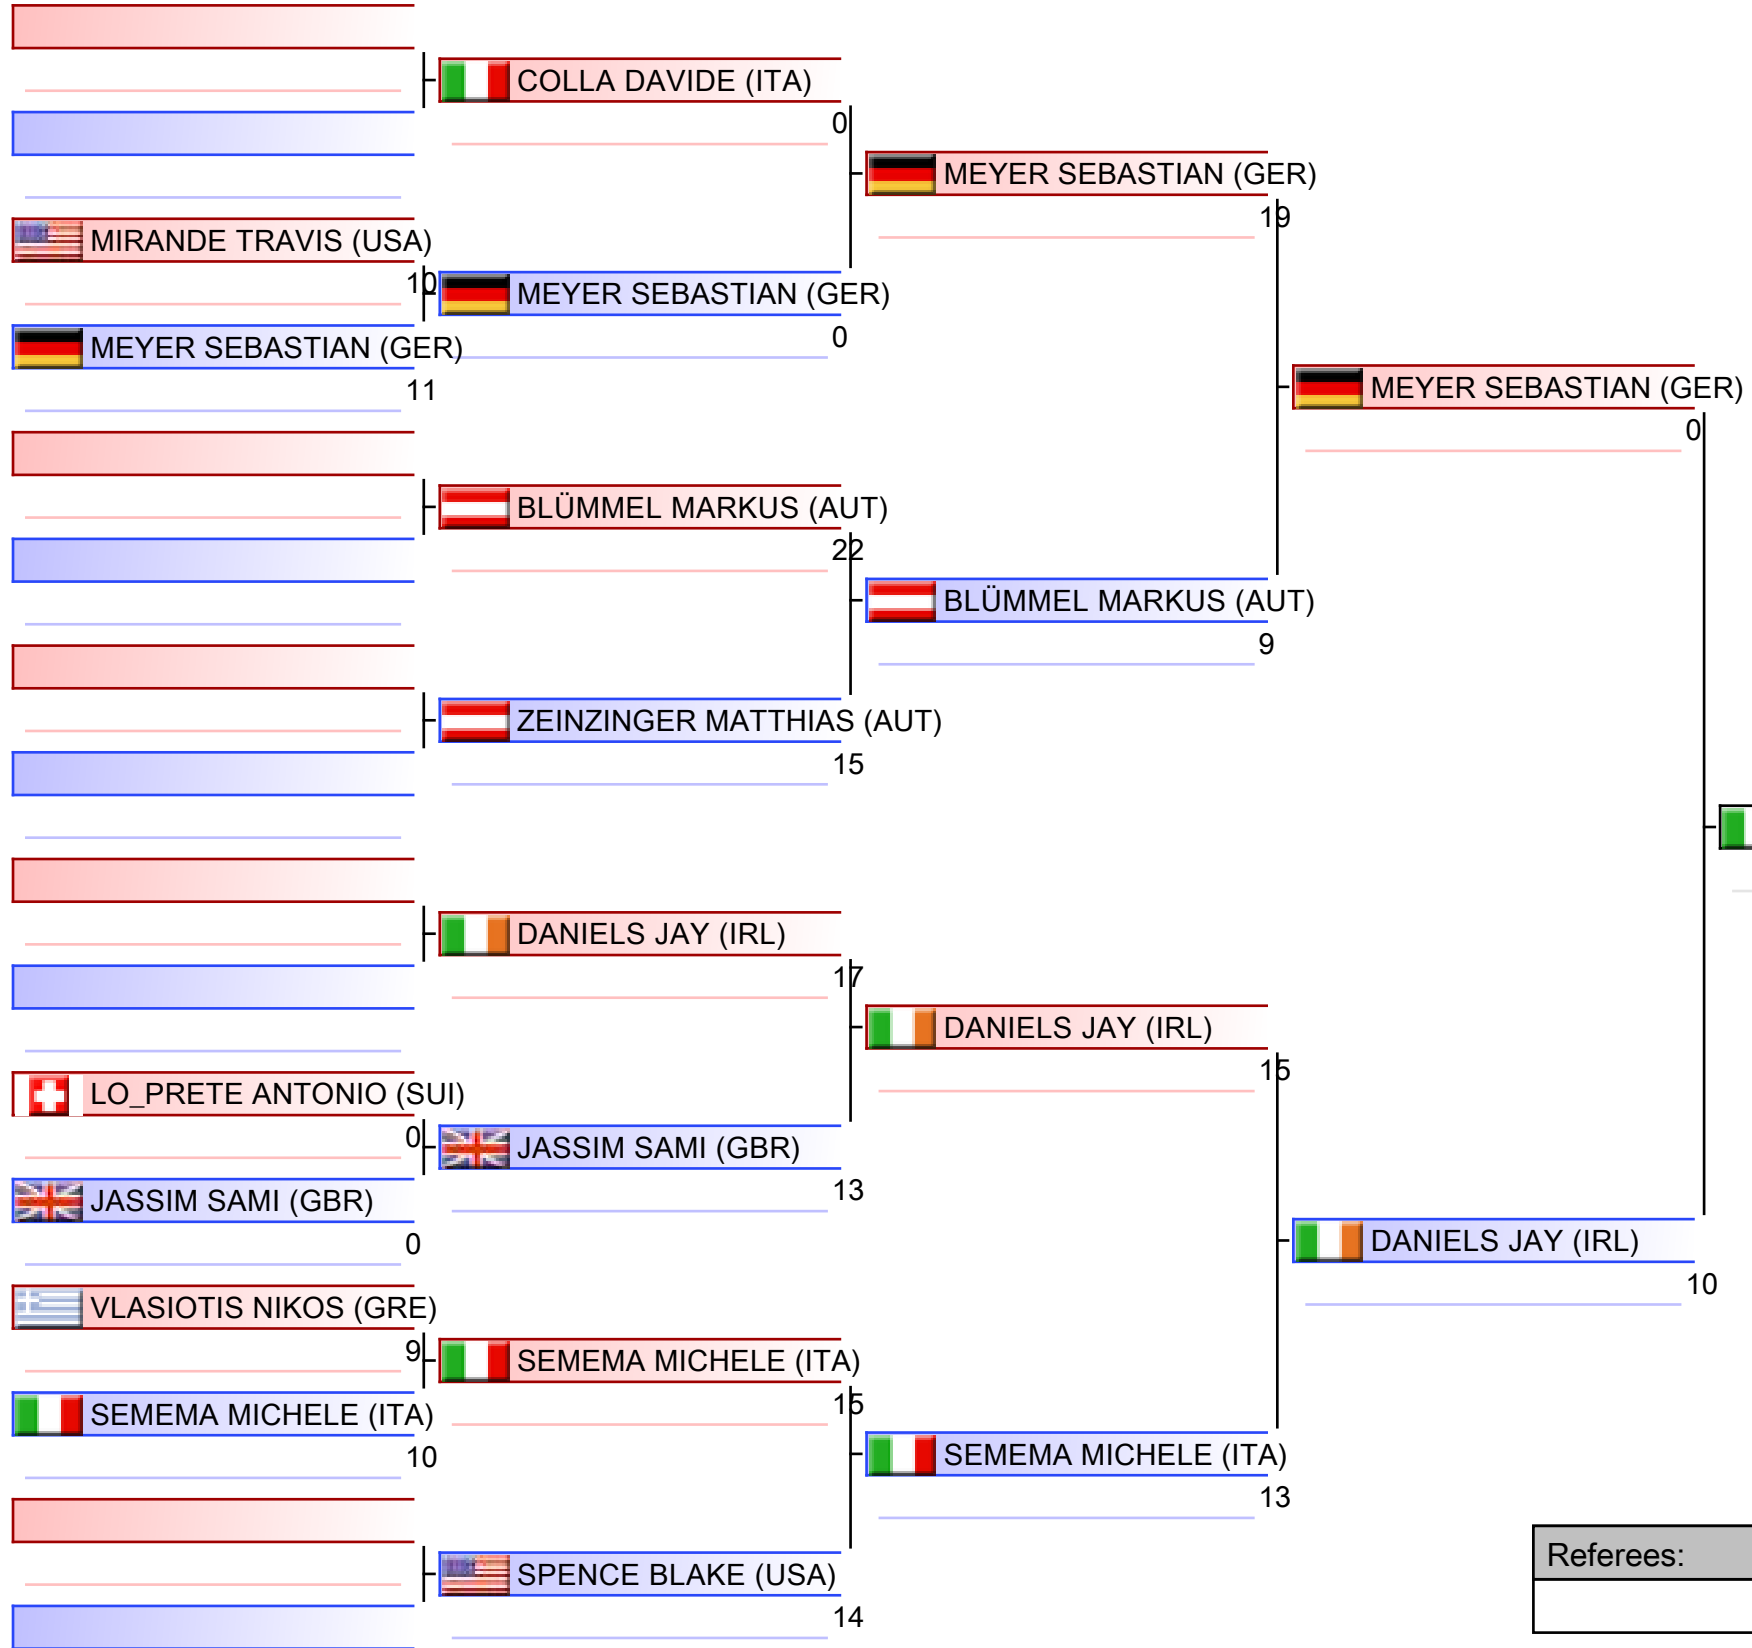 COLLA DAVIDE (ITA)
0
MEYER SEBASTIAN (GER)
19
MIRANDE TRAVIS (USA)
10
MEYER SEBASTIAN (GER)
0
MEYER SEBASTIAN (GER)
11
MEYER SEBASTIAN (GER)
0
BLÜMMEL MARKUS (AUT)
22
BLÜMMEL MARKUS (AUT)
9
ZEINZINGER MATTHIAS (AUT)
15
DANIELS JAY (IRL)
17
DANIELS JAY (IRL)
15
LO_PRETE ANTONIO (SUI)
0
JASSIM SAMI (GBR)
13
JASSIM SAMI (GBR)
0
DANIELS JAY (IRL)
10
VLASIOTIS NIKOS (GRE)
9
SEMEMA MICHELE (ITA)
15
SEMEMA MICHELE (ITA)
10
SEMEMA MICHELE (ITA)
13
SPENCE BLAKE (USA)
14
Referees: